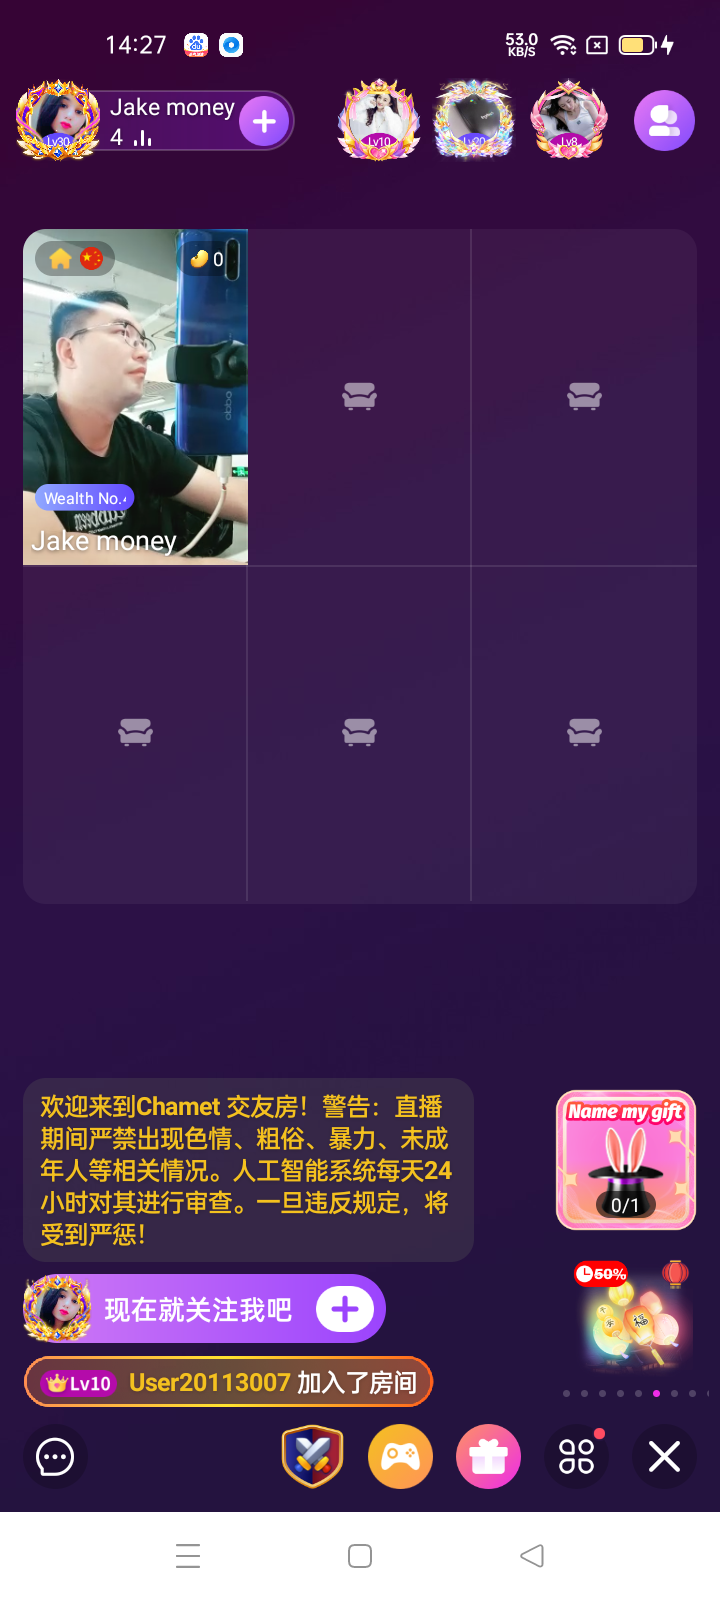 14:27
53.0
KB/S
Jake money
4
Lv30
Lv10
Lv20
Lv8
0
oppo
Wealth No.
Jake money
欢迎来到Chamet 交友房！警告：直播
期间严禁出现色情、粗俗、暴力、未成
年人等相关情况。人工智能系统每天24
小时对其进行审查。一旦违反规定，将
受到严惩！
Name my gift
0/1
50%
福
现在就关注我吧
Lv10 User20113007 加入了房间